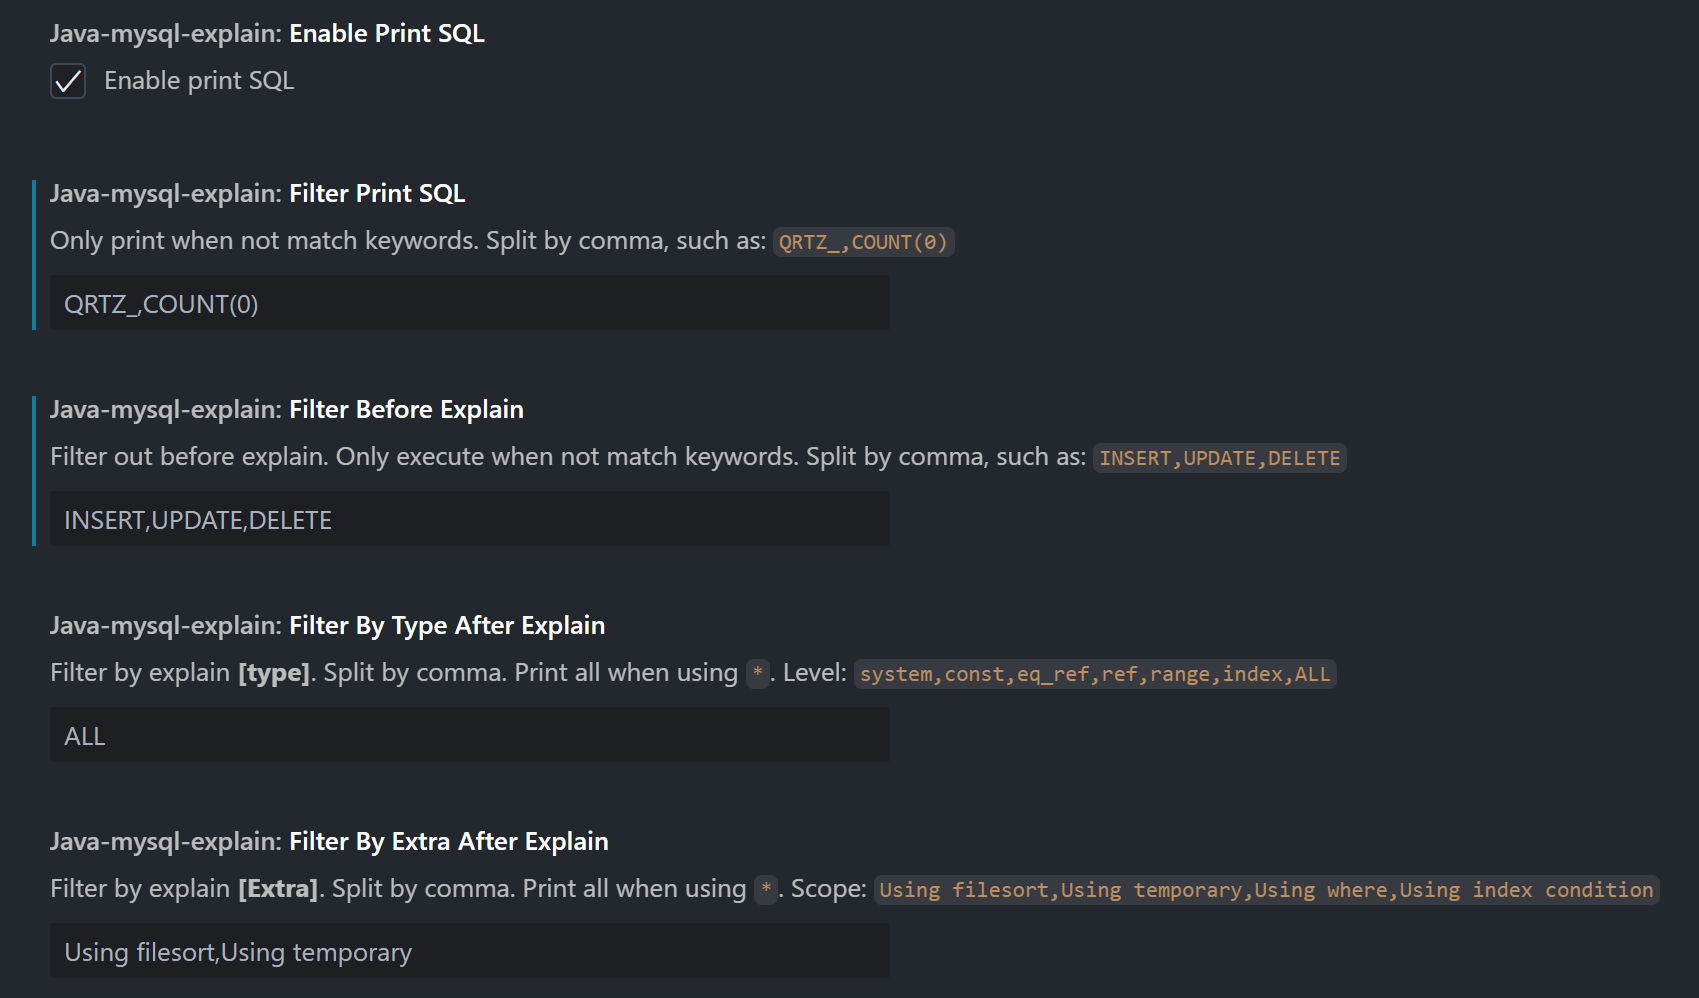 Java-mysql-explain: Enable Print SQL
Enable print SQL
Java-mysql-explain: Filter Print SQL
Only print when not match keywords. Split by comma, such as: QRTZ_,COUNT(0)
QRTZ_,COUNT(0)
Java-mysql-explain: Filter Before Explain
Filter out before explain. Only execute when not match keywords. Split by comma, such as: INSERT,UPDATE,DELETE
INSERT,UPDATE,DELETE
Java-mysql-explain: Filter By Type After Explain
Filter by explain [type]. Split by comma. Print all when using *. Level: system,const,eq_ref,ref,range,index,ALL
ALL
Java-mysql-explain: Filter By Extra After Explain
Filter by explain [Extra]. Split by comma. Print all when using *. Scope: Using filesort,Using temporary,Using where,Using index condition
Using filesort,Using temporary